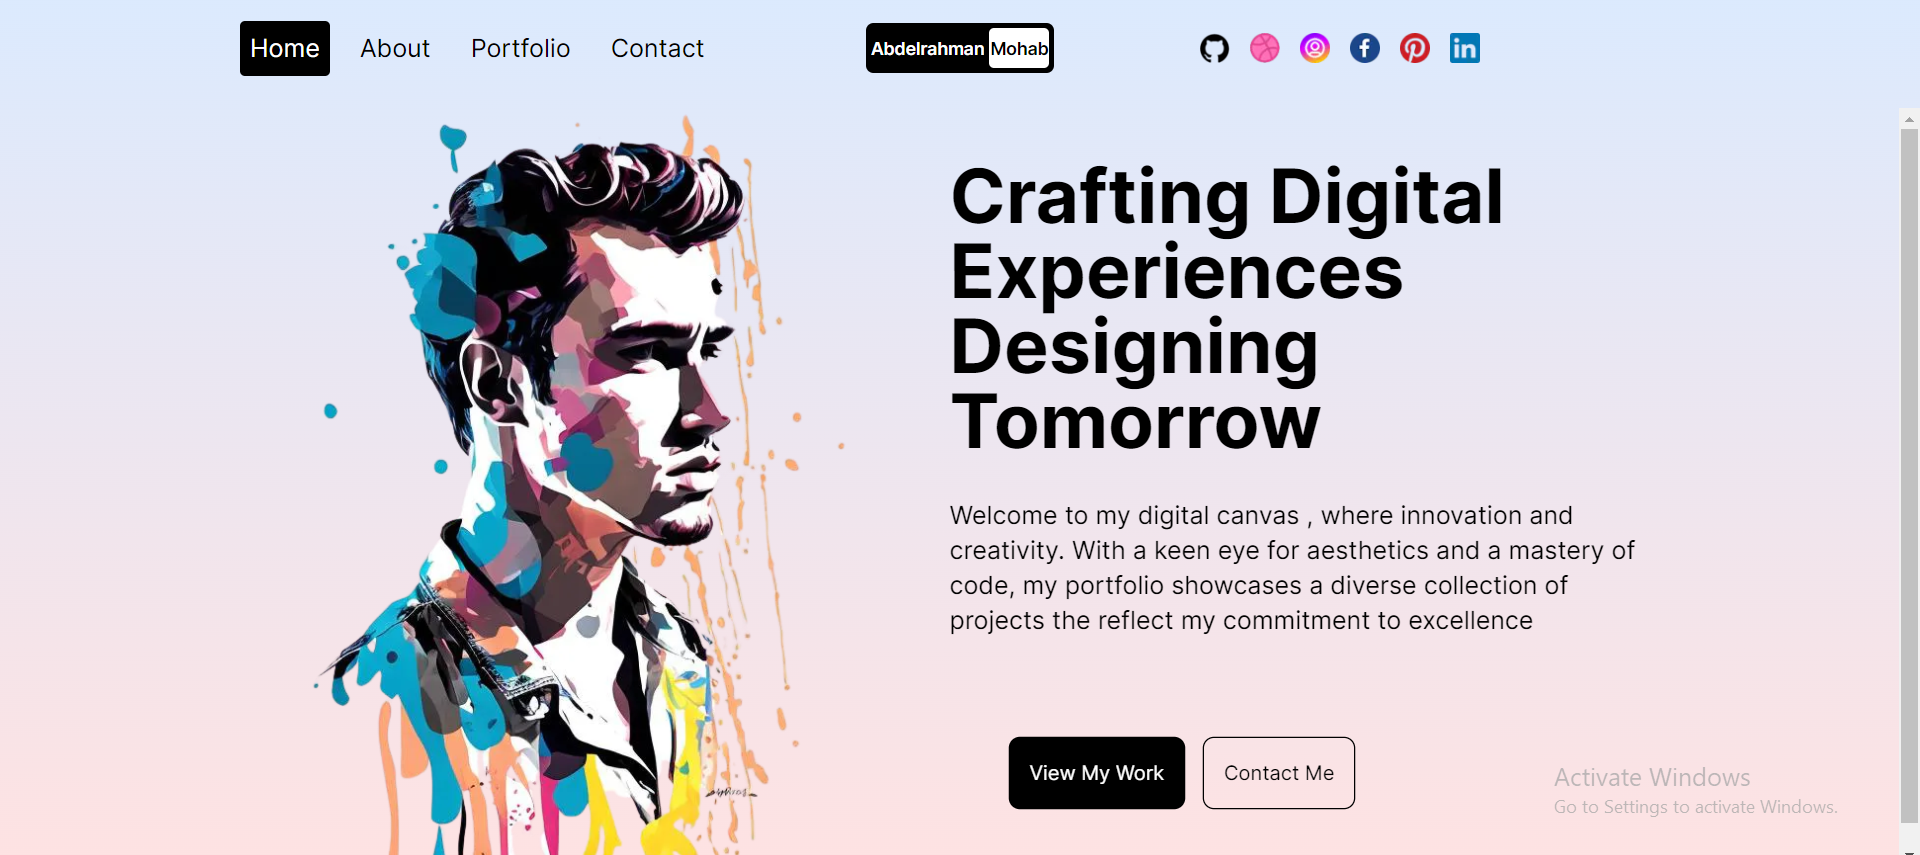 Home About Portfolio Contact Abdelrahman Mohab
Crafting Digital
Experiences
Designing
Tomorrow
Welcome to my digital canvas , where innovation and
creativity. With a keen eye for aesthetics and a mastery of
code, my portfolio showcases a diverse collection of
projects the reflect my commitment to excellence
View My Work Contact Me
Activate Windows
Go to Settings to activate Windows.